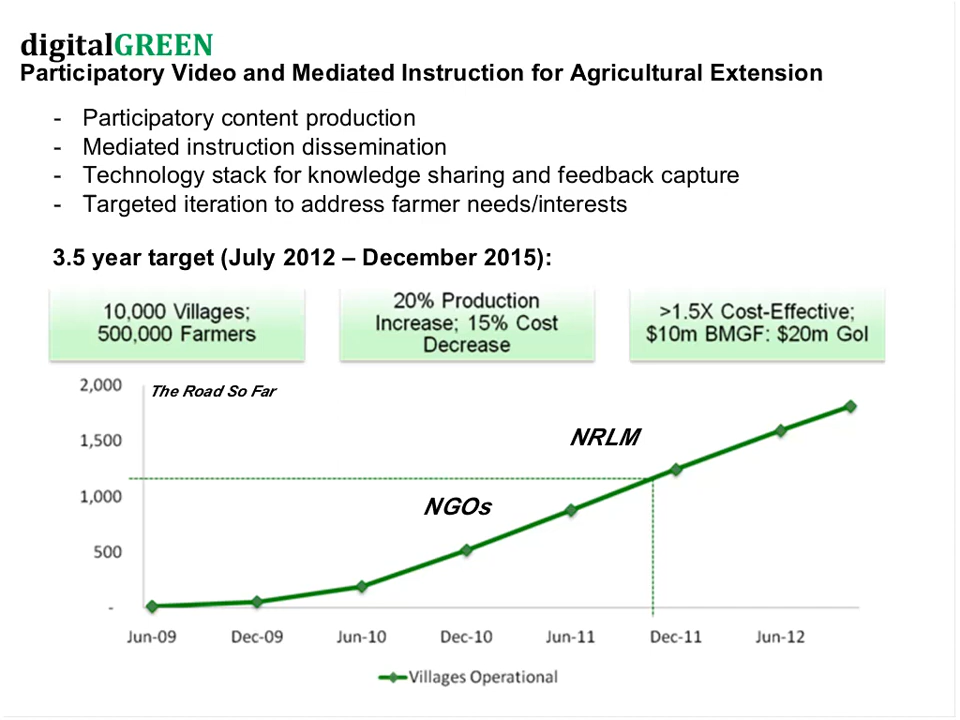 digitalGREEN
Participatory Video and Mediated Instruction for Agricultural Extension
- Participatory content production
- Mediated instruction dissemination
- Technology stack for knowledge sharing and feedback capture
- Targeted iteration to address farmer needs/interests
3.5 year target (July 2012 – December 2015):
10,000 Villages;
500,000 Farmers
20% Production
Increase; 15% Cost
Decrease
>1.5X Cost-Effective;
$10m BMGF: $20m GoI
The Road So Far
2,000
1,500
1,000
500
-
NRLM
NGOs
Jun-09 Dec-09 Jun-10 Dec-10 Jun-11 Dec-11 Jun-12
Villages Operational